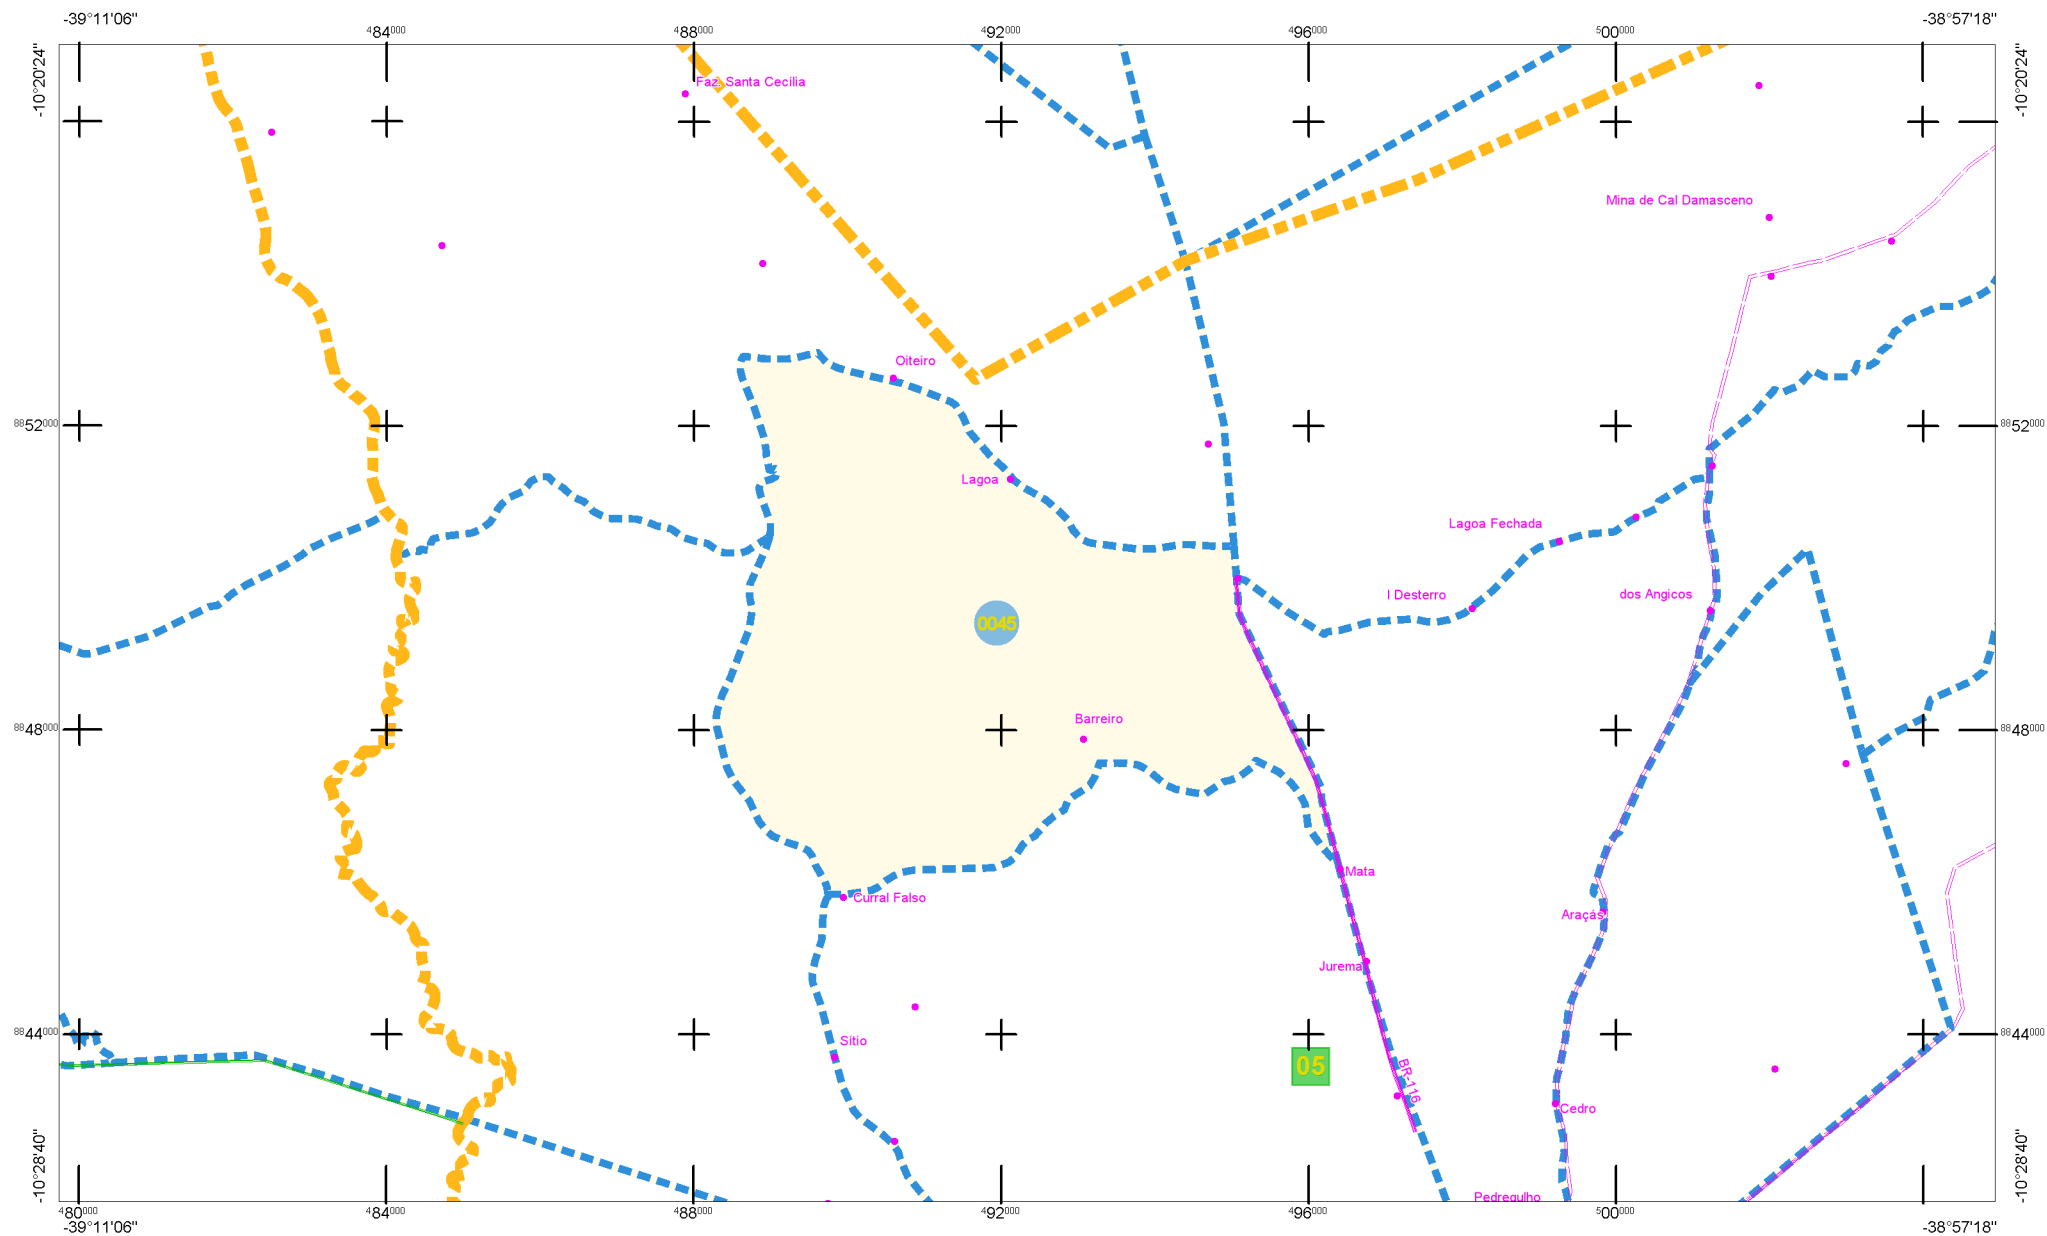 -39°11'06" -38°57'18"
484000 488000 492000 496000 500000
-10°20'24" -10°20'24"
Faz. Santa Cecília
Mina de Cal Damasceno
Oiteiro
8852000 8852000
Lagoa
Lagoa Fechada
I Desterro
dos Angicos
0045
Barreiro
8848000 8848000
Mata
Curral Falso
Araçás
Jurema
8844000 8844000
Sítio
05
BR-116
Cedro
-10°28'40" -10°28'40"
Pedregulho
480000 484000 488000 492000 496000 500000
-39°11'06" -38°57'18"